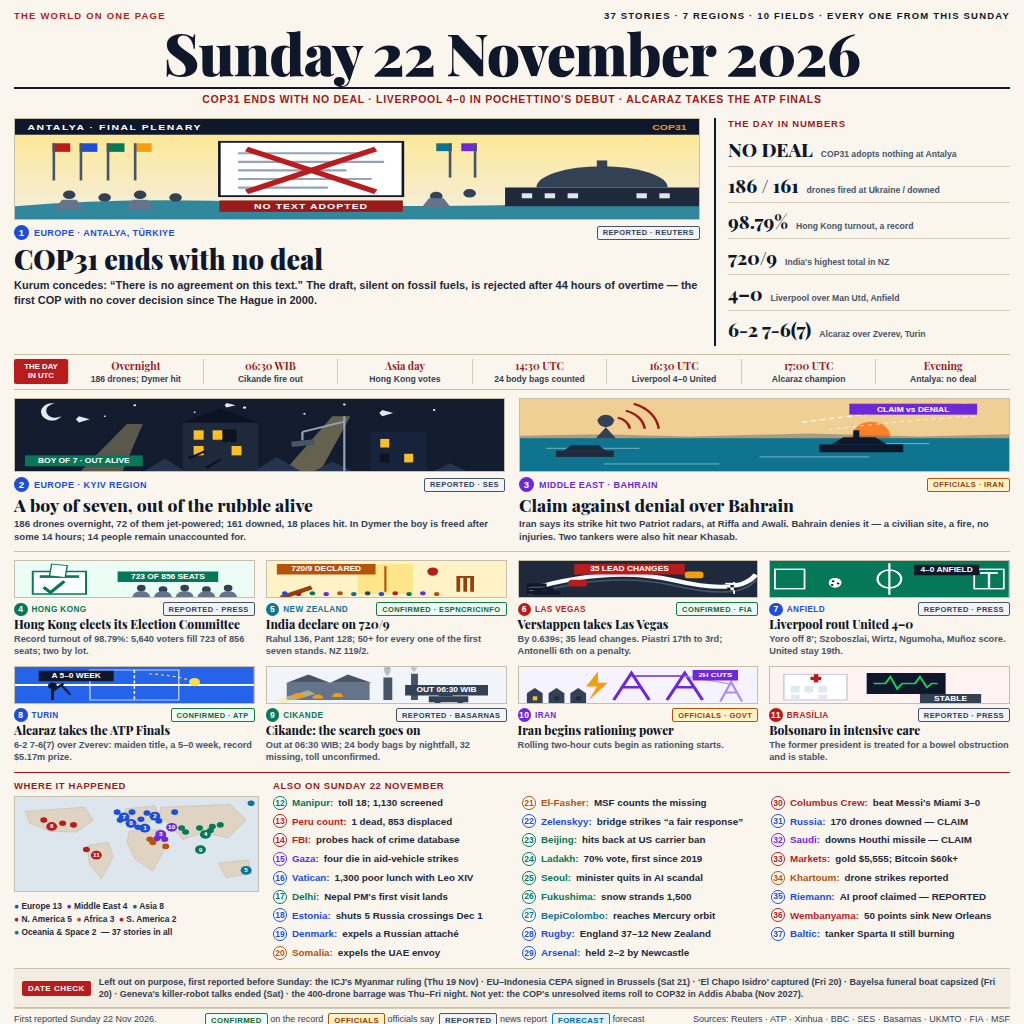 THE WORLD ON ONE PAGE
37 STORIES · 7 REGIONS · 10 FIELDS · EVERY ONE FROM THIS SUNDAY
Sunday 22 November 2026
COP31 ENDS WITH NO DEAL · LIVERPOOL 4–0 IN POCHETTINO'S DEBUT · ALCARAZ TAKES THE ATP FINALS
ANTALYA · FINAL PLENARY
COP31
NO TEXT ADOPTED
1 EUROPE · ANTALYA, TÜRKIYE
REPORTED · REUTERS
COP31 ends with no deal
Kurum concedes: “There is no agreement on this text.” The draft, silent on fossil fuels, is rejected after 44 hours of overtime — the
first COP with no cover decision since The Hague in 2000.
THE DAY IN NUMBERS
NO DEAL COP31 adopts nothing at Antalya
186 / 161 drones fired at Ukraine / downed
98.79% Hong Kong turnout, a record
720/9 India's highest total in NZ
4–0 Liverpool over Man Utd, Anfield
6–2 7–6(7) Alcaraz over Zverev, Turin
THE DAY
IN UTC
Overnight
186 drones; Dymer hit
06:30 WIB
Cikande fire out
Asia day
Hong Kong votes
14:30 UTC
24 body bags counted
16:30 UTC
Liverpool 4–0 United
17:00 UTC
Alcaraz champion
Evening
Antalya: no deal
BOY OF 7 · OUT ALIVE
2 EUROPE · KYIV REGION
REPORTED · SES
A boy of seven, out of the rubble alive
186 drones overnight, 72 of them jet-powered; 161 downed, 18 places hit. In Dymer the boy is freed after
some 14 hours; 14 people remain unaccounted for.
CLAIM vs DENIAL
3 MIDDLE EAST · BAHRAIN
OFFICIALS · IRAN
Claim against denial over Bahrain
Iran says its strike hit two Patriot radars, at Riffa and Awali. Bahrain denies it — a civilian site, a fire, no
injuries. Two tankers were also hit near Khasab.
723 OF 856 SEATS
4 HONG KONG
REPORTED · PRESS
Hong Kong elects its Election Committee
Record turnout of 98.79%: 5,640 voters fill 723 of 856
seats; two by lot.
720/9 DECLARED
5 NEW ZEALAND
CONFIRMED · ESPNCRICINFO
India declare on 720/9
Rahul 136, Pant 128; 50+ for every one of the first
seven stands. NZ 119/2.
35 LEAD CHANGES
6 LAS VEGAS
CONFIRMED · FIA
Verstappen takes Las Vegas
By 0.639s; 35 lead changes. Piastri 17th to 3rd;
Antonelli 6th on a penalty.
4–0 ANFIELD
7 ANFIELD
REPORTED · PRESS
Liverpool rout United 4–0
Yoro off 8'; Szoboszlai, Wirtz, Ngumoha, Muñoz score.
United stay 19th.
A 5–0 WEEK
8 TURIN
CONFIRMED · ATP
Alcaraz takes the ATP Finals
6-2 7-6(7) over Zverev: maiden title, a 5–0 week, record
$5.17m prize.
OUT 06:30 WIB
9 CIKANDE
REPORTED · BASARNAS
Cikande: the search goes on
Out at 06:30 WIB; 24 body bags by nightfall, 32
missing, toll unconfirmed.
2H CUTS
10 IRAN
OFFICIALS · GOVT
Iran begins rationing power
Rolling two-hour cuts begin as rationing starts.
STABLE
11 BRASÍLIA
REPORTED · PRESS
Bolsonaro in intensive care
The former president is treated for a bowel obstruction
and is stable.
WHERE IT HAPPENED
6
7
8
2
1
10
3
4
9
11
5
● Europe 13 ● Middle East 4 ● Asia 8
● N. America 5 ● Africa 3 ● S. America 2
● Oceania & Space 2 — 37 stories in all
ALSO ON SUNDAY 22 NOVEMBER
12 Manipur: toll 18; 1,130 screened
13 Peru count: 1 dead, 853 displaced
14 FBI: probes hack of crime database
15 Gaza: four die in aid-vehicle strikes
16 Vatican: 1,300 poor lunch with Leo XIV
17 Delhi: Nepal PM's first visit lands
18 Estonia: shuts 5 Russia crossings Dec 1
19 Denmark: expels a Russian attaché
20 Somalia: expels the UAE envoy
21 El-Fasher: MSF counts the missing
22 Zelenskyy: bridge strikes “a fair response”
23 Beijing: hits back at US carrier ban
24 Ladakh: 70% vote, first since 2019
25 Seoul: minister quits in AI scandal
26 Fukushima: snow strands 1,500
27 BepiColombo: reaches Mercury orbit
28 Rugby: England 37–12 New Zealand
29 Arsenal: held 2–2 by Newcastle
30 Columbus Crew: beat Messi's Miami 3–0
31 Russia: 170 drones downed — CLAIM
32 Saudi: downs Houthi missile — CLAIM
33 Markets: gold $5,555; Bitcoin $60k+
34 Khartoum: drone strikes reported
35 Riemann: AI proof claimed — REPORTED
36 Wembanyama: 50 points sink New Orleans
37 Baltic: tanker Sparta II still burning
DATE CHECK
Left out on purpose, first reported before Sunday: the ICJ's Myanmar ruling (Thu 19 Nov) · EU–Indonesia CEPA signed in Brussels (Sat 21) · ‘El Chapo Isidro’ captured (Fri 20) · Bayelsa funeral boat capsized (Fri
20) · Geneva's killer-robot talks ended (Sat) · the 400-drone barrage was Thu–Fri night. Not yet: the COP's unresolved items roll to COP32 in Addis Ababa (Nov 2027).
First reported Sunday 22 Nov 2026.
CONFIRMED on the record OFFICIALS officials say REPORTED news report FORECAST forecast
Sources: Reuters · ATP · Xinhua · BBC · SES · Basarnas · UKMTO · FIA · MSF